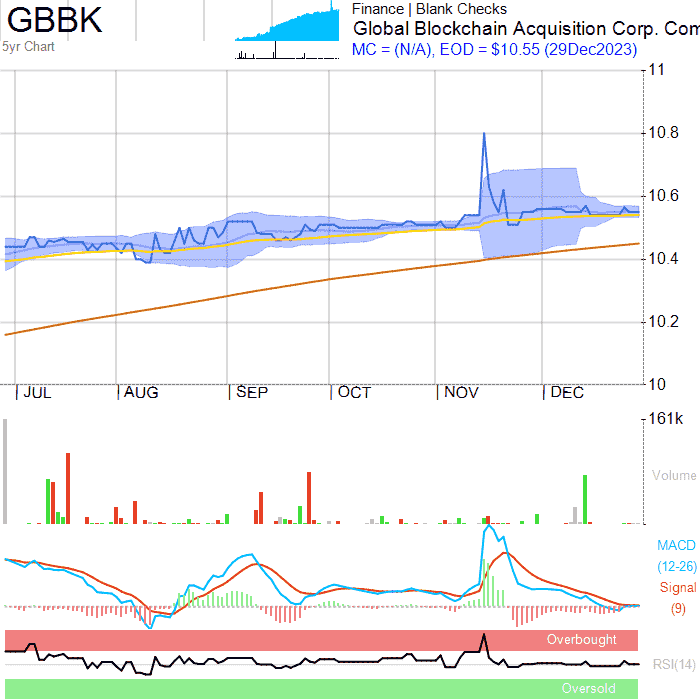 GBBK
5yr Chart
Finance | Blank Checks
Global Blockchain Acquisition Corp. Com
MC = (N/A), EOD = $10.55 (29Dec2023)
11
10.8
10.6
10.4
10.2
10
|JUL |AUG |SEP |OCT |NOV |DEC
161k
Volume
MACD
(12-26)
Signal
(9)
Overbought
RSI(14)
Oversold